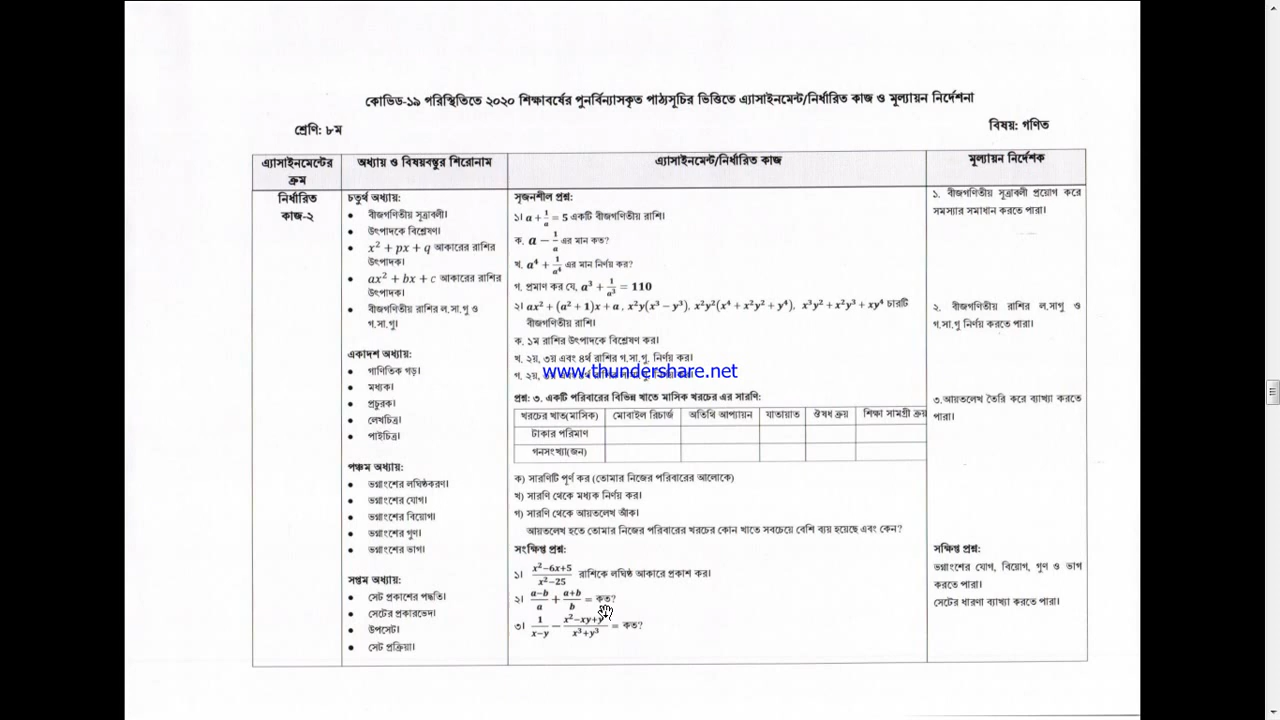 কোভিড-১৯ পরিস্থিতিতে ২০২০ শিক্ষাবর্ষের পুনর্বিন্যাসকৃত পাঠ্যসূচির ভিত্তিতে এ্যাসাইনমেন্ট/নির্ধারিত কাজ ও মূল্যায়ন নির্দেশনা
শ্রেণি: ৮ম
বিষয়: গণিত
এ্যাসাইনমেন্টের ক্রম
অধ্যায় ও বিষয়বস্তুর শিরোনাম
এ্যাসাইনমেন্ট/নির্ধারিত কাজ
মূল্যায়ন নির্দেশক
নির্ধারিত
কাজ-২
চতুর্থ অধ্যায়:
• বীজগণিতীয় সূত্রাবলী।
• উৎপাদকে বিশ্লেষণ।
• x² + px + q আকারের রাশির
উৎপাদক।
• ax² + bx + c আকারের রাশির
উৎপাদক।
• বীজগণিতীয় রাশির ল.সা.গু ও
গ.সা.গু।
একাদশ অধ্যায়:
• গাণিতিক গড়।
• মধ্যক।
• প্রচুরক।
• লেখচিত্র।
• পাইচিত্র।
পঞ্চম অধ্যায়:
• ভগ্নাংশের লঘিষ্ঠকরণ।
• ভগ্নাংশের যোগ।
• ভগ্নাংশের বিয়োগ।
• ভগ্নাংশের গুণ।
• ভগ্নাংশের ভাগ।
সপ্তম অধ্যায়:
• সেট প্রকাশের পদ্ধতি।
• সেটের প্রকারভেদ।
• উপসেট।
• সেট প্রক্রিয়া।
সৃজনশীল প্রশ্ন:
১। a + 1/a = 5 একটি বীজগণিতীয় রাশি।
ক. a − 1/a এর মান কত?
খ. a⁴ + 1/a⁴ এর মান নির্ণয় কর?
গ. প্রমাণ কর যে, a³ + 1/a³ = 110
২। ax² + (a² + 1)x + a , x²y(x³ − y³), x²y²(x⁴ + x²y² + y⁴), x³y² + x²y³ + xy⁴ চারটি
বীজগণিতীয় রাশি।
ক. ১ম রাশির উৎপাদকে বিশ্লেষণ কর।
খ. ২য়, ৩য় এবং ৪র্থ রাশির গ.সা.গু. নির্ণয় কর।
www.thundershare.net
গ. ২য়,
প্রশ্ন: ৩. একটি পরিবারের বিভিন্ন খাতে মাসিক খরচের এর সারণি:
খরচের খাত(মাসিক) মোবাইল রিচার্জ অতিথি আপ্যায়ন যাতায়াত ঔষধ ক্রয় শিক্ষা সামগ্রী ক্রয়
টাকার পরিমাণ
গনসংখ্যা(জন)
ক) সারণিটি পূর্ণ কর (তোমার নিজের পরিবারের আলোকে)
খ) সারণি থেকে মধ্যক নির্ণয় কর।
গ) সারণি থেকে আয়তলেখ আঁক।
আয়তলেখ হতে তোমার নিজের পরিবারের খরচের কোন খাতে সবচেয়ে বেশি ব্যয় হয়েছে এবং কেন?
সংক্ষিপ্ত প্রশ্ন:
১। x²−6x+5/x²−25 রাশিকে লঘিষ্ঠ আকারে প্রকাশ কর।
২। a−b/a + a+b/b = কত?
৩। 1/x−y − x²−xy+y²/x³+y³ = কত?
১. বীজগণিতীয় সূত্রাবলী প্রয়োগ করে
সমস্যার সমাধান করতে পারা।
২. বীজগণিতীয় রাশির ল.সাগু ও
গ.সা.গু নির্ণয় করতে পারা।
৩.আয়তলেখ তৈরি করে ব্যাখ্যা করতে
পারা।
সক্ষিপ্ত প্রশ্ন:
ভগ্নাংশের যোগ, বিয়োগ, গুণ ও ভাগ
করতে পারা।
সেটের ধারণা ব্যাখ্যা করতে পারা।